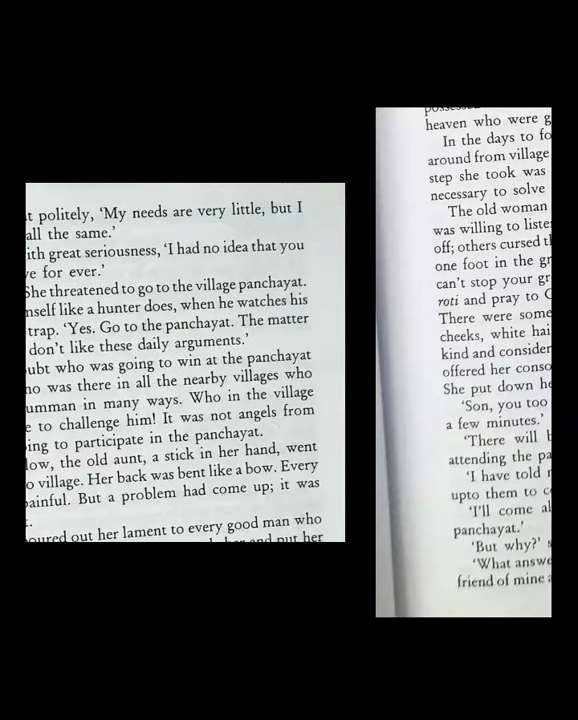 t politely, ‘My needs are very little, but I
all the same.’
ith great seriousness, ‘I had no idea that you
e for ever.’
She threatened to go to the village panchayat.
mself like a hunter does, when he watches his
trap. ‘Yes. Go to the panchayat. The matter
don’t like these daily arguments.’
ubt who was going to win at the panchayat
ho was there in all the nearby villages who
umman in many ways. Who in the village
e to challenge him! It was not angels from
ing to participate in the panchayat.
low, the old aunt, a stick in her hand, went
o village. Her back was bent like a bow. Every
ainful. But a problem had come up; it was
oured out her lament to every good man who
her and put her
heaven who were g
In the days to fo
around from village
step she took was
necessary to solve
The old woman
was willing to liste
off; others cursed t
one foot in the gr
can’t stop your gr
roti and pray to
There were some
cheeks, white hai
kind and consider
offered her conso
She put down he
‘Son, you too
a few minutes.’
‘There will
attending the pa
‘I have told
upto them to c
‘I’ll come al
panchayat.’
‘But why?’ s
‘What answe
friend of mine